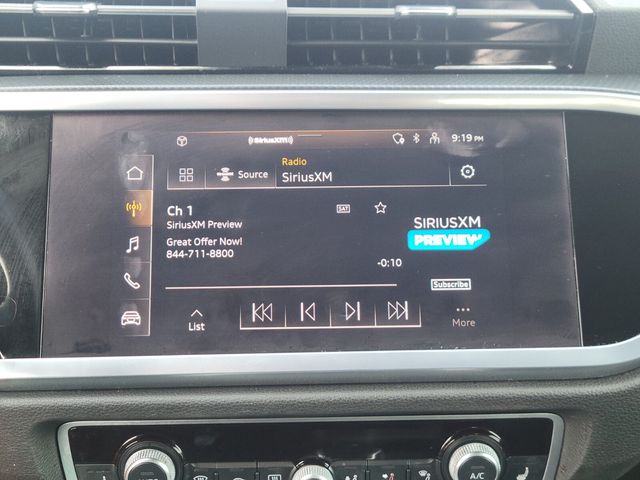 ((SiriusXM))
9:19 PM
Radio
Source
SiriusXM
Ch 1
SAT
SiriusXM Preview
SIRIUSXM
PREVIEW
Great Offer Now!
844-711-8800
-0:10
Subscribe
List
More
A/C